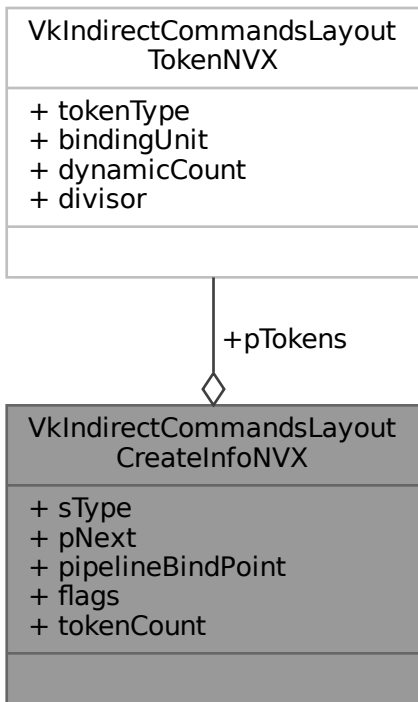 VkIndirectCommandsLayout
TokenNVX
+ tokenType
+ bindingUnit
+ dynamicCount
+ divisor
+pTokens
VkIndirectCommandsLayout
CreateInfoNVX
+ sType
+ pNext
+ pipelineBindPoint
+ flags
+ tokenCount